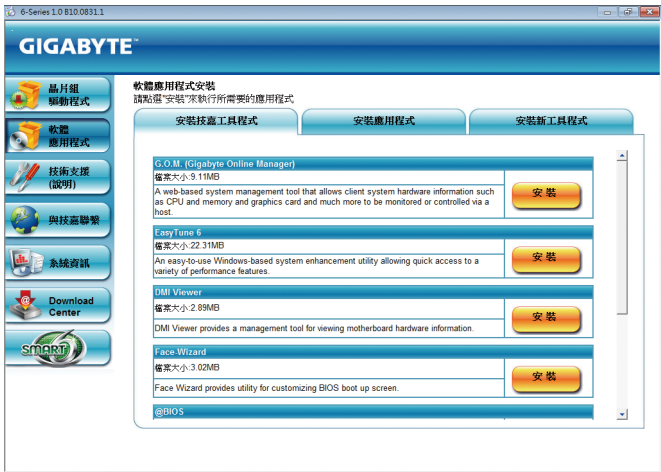 6-Series 1.0 B10.0831.1
GIGABYTE™
晶片組
驅動程式
軟體
應用程式
技術支援
(說明)
與技嘉聯繫
系統資訊
Download
Center
SMART6
軟體應用程式安裝
請點選"安裝"來執行所需要的應用程式
安裝技嘉工具程式
安裝應用程式
安裝新工具程式
G.O.M. (Gigabyte Online Manager)
檔案大小:9.11MB
A web-based system management tool that allows client system hardware information such
as CPU and memory and graphics card and much more to be monitored or controlled via a
host.
安裝
EasyTune 6
檔案大小:22.31MB
An easy-to-use Windows-based system enhancement utility allowing quick access to a
variety of performance features.
安裝
DMI Viewer
檔案大小:2.89MB
DMI Viewer provides a management tool for viewing motherboard hardware information.
安裝
Face-Wizard
檔案大小:3.02MB
Face Wizard provides utility for customizing BIOS boot up screen.
安裝
@BIOS